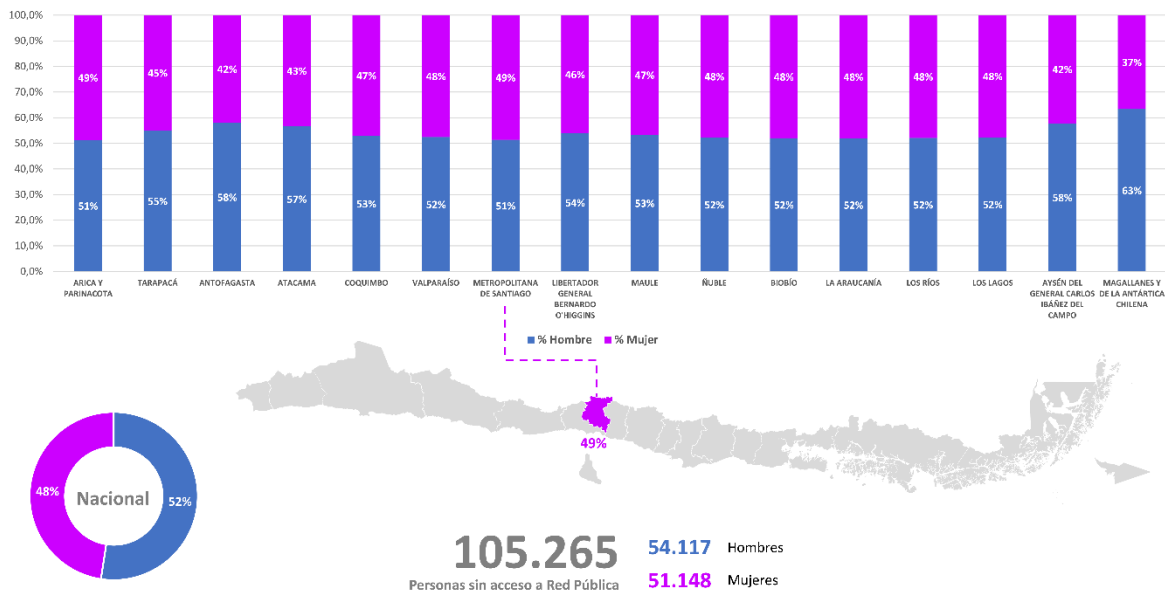 100,0%
90,0%
80,0%
70,0%
60,0%
50,0%
40,0%
30,0%
20,0%
10,0%
0,0%
49%
45%
42%
43%
47%
48%
49%
46%
47%
48%
48%
48%
48%
48%
42%
37%
51%
55%
58%
57%
53%
52%
51%
54%
53%
52%
52%
52%
52%
52%
58%
63%
ARICA Y
PARINACOTA
TARAPACÁ
ANTOFAGASTA
ATACAMA
COQUIMBO
VALPARAÍSO
METROPOLITANA
DE SANTIAGO
LIBERTADOR
GENERAL
BERNARDO
O'HIGGINS
MAULE
ÑUBLE
BIOBÍO
LA ARAUCANÍA
LOS RÍOS
LOS LAGOS
AYSÉN DEL
GENERAL CARLOS
IBÁÑEZ DEL
CAMPO
MAGALLANES Y
DE LA ANTÁRTICA
CHILENA
% Hombre
% Mujer
49%
48%
Nacional
52%
105.265
Personas sin acceso a Red Pública
54.117 Hombres
51.148 Mujeres